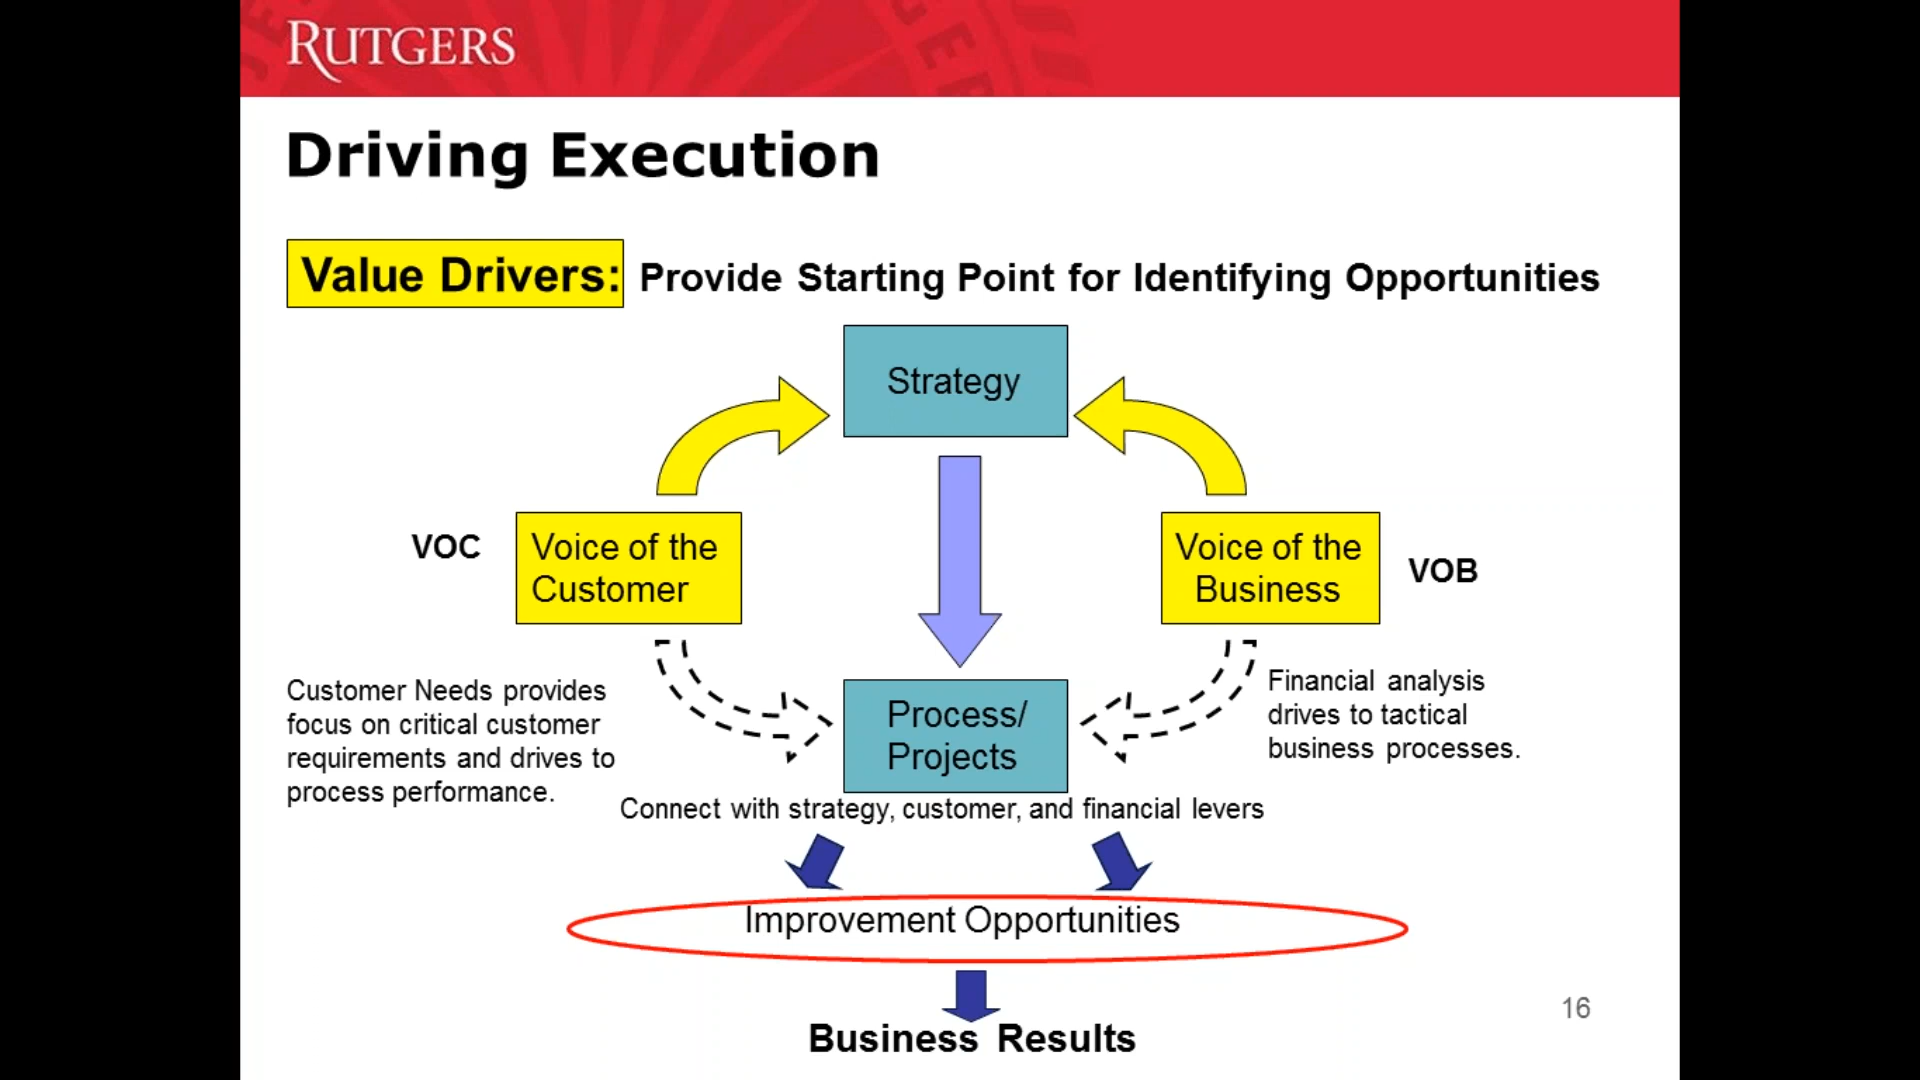 RUTGERS
Driving Execution
Value Drivers: Provide Starting Point for Identifying Opportunities
Strategy
VOC
Voice of the
Customer
Voice of the
Business
VOB
Customer Needs provides
focus on critical customer
requirements and drives to
process performance.
Process/
Projects
Financial analysis
drives to tactical
business processes.
Connect with strategy, customer, and financial levers
Improvement Opportunities
Business Results
16